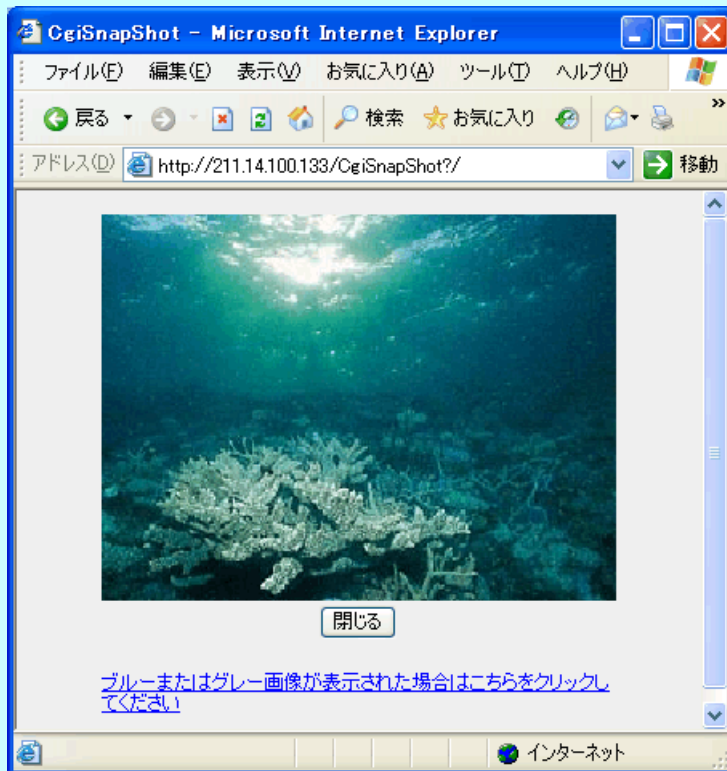 CgiSnapShot - Microsoft Internet Explorer
ファイル(F) 編集(E) 表示(V) お気に入り(A) ツール(T) ヘルプ(H)
戻る 検索 お気に入り »
アドレス(D) http://211.14.100.133/CgiSnapShot?/ 移動
閉じる
ブルーまたはグレー画像が表示された場合はこちらをクリックし
てください
インターネット